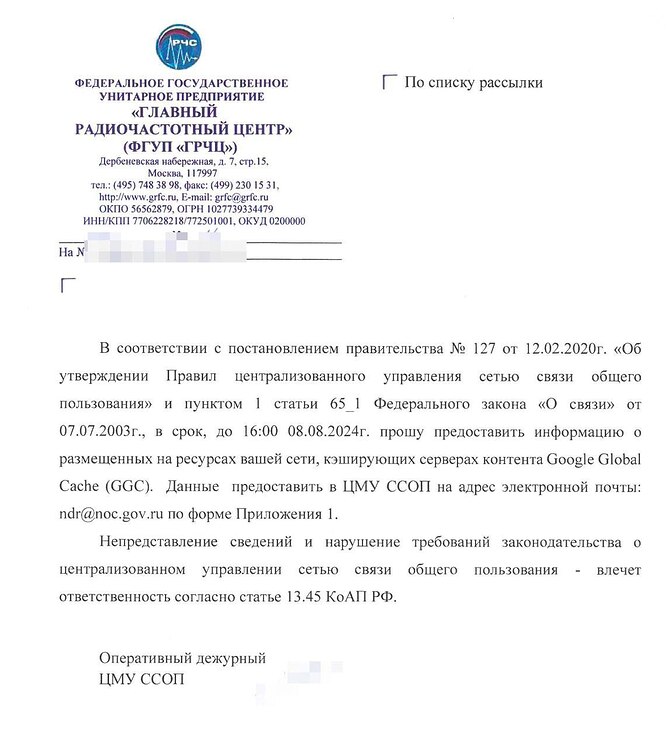 РЧС
ФЕДЕРАЛЬНОЕ ГОСУДАРСТВЕННОЕ
УНИТАРНОЕ ПРЕДПРИЯТИЕ
«ГЛАВНЫЙ
РАДИОЧАСТОТНЫЙ ЦЕНТР»
(ФГУП «ГРЧЦ»)
Дербеневская набережная, д. 7, стр.15,
Москва, 117997
тел.: (495) 748 38 98, факс: (499) 230 15 31,
http://www.grfc.ru, E-mail: grfc@grfc.ru
ОКПО 56562879, ОГРН 1027739334479
ИНН/КПП 7706228218/772501001, ОКУД 0200000
На №
По списку рассылки
В соответствии с постановлением правительства № 127 от 12.02.2020г. «Об
утверждении Правил централизованного управления сетью связи общего
пользования» и пунктом 1 статьи 65_1 Федерального закона «О связи» от
07.07.2003г., в срок, до 16:00 08.08.2024г. прошу предоставить информацию о
размещенных на ресурсах вашей сети, кэширующих серверах контента Google Global
Cache (GGC). Данные предоставить в ЦМУ ССОП на адрес электронной почты:
ndr@noc.gov.ru по форме Приложения 1.
Непредставление сведений и нарушение требований законодательства о
централизованном управлении сетью связи общего пользования - влечет
ответственность согласно статье 13.45 КоАП РФ.
Оперативный дежурный
ЦМУ ССОП